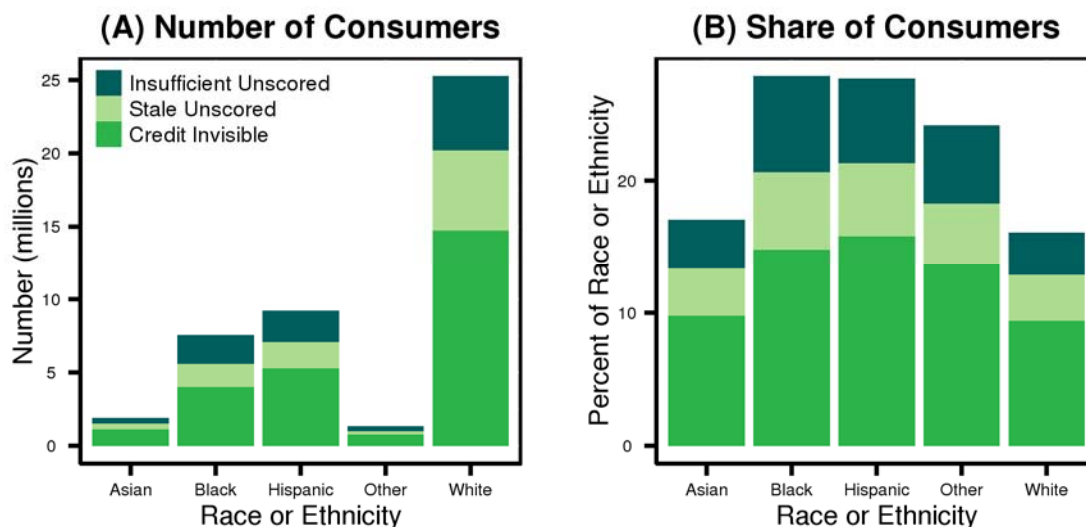 (A) Number of Consumers
Number (millions)
25
20
15
10
5
0
Insufficient Unscored
Stale Unscored
Credit Invisible
Asian
Black
Hispanic
Other
White
Race or Ethnicity
(B) Share of Consumers
Percent of Race or Ethnicity
20
10
0
Asian
Black
Hispanic
Other
White
Race or Ethnicity